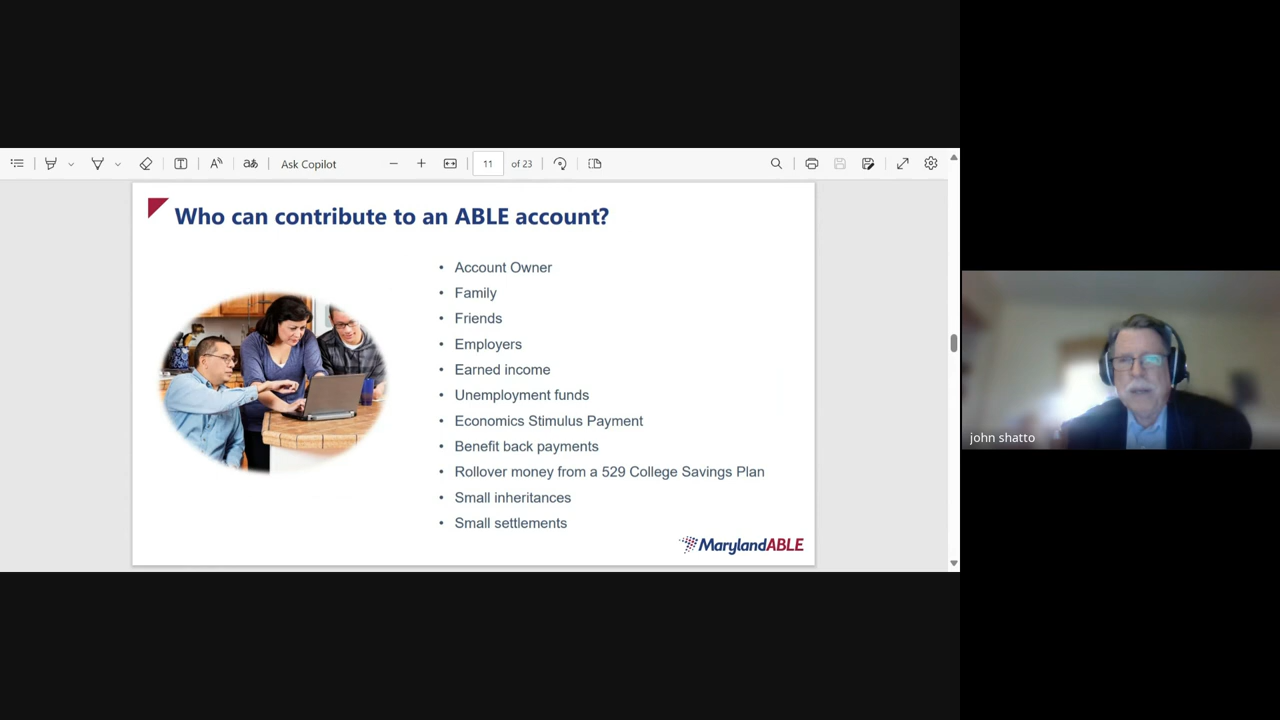 Ask Copilot
11 of 23
Who can contribute to an ABLE account?
• Account Owner
• Family
• Friends
• Employers
• Earned income
• Unemployment funds
• Economics Stimulus Payment
• Benefit back payments
• Rollover money from a 529 College Savings Plan
• Small inheritances
• Small settlements
MarylandABLE
john shatto